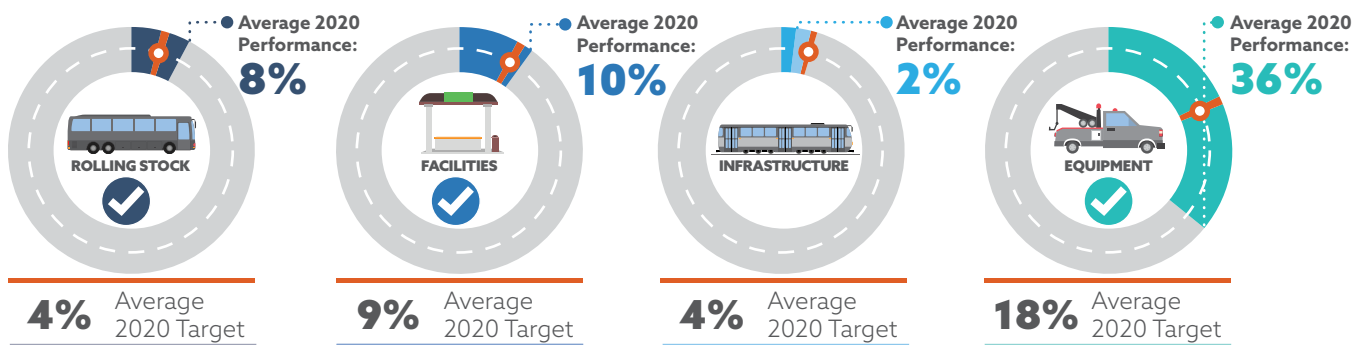 Average 2020
Performance:
8%
ROLLING STOCK
4%
Average
2020 Target
Average 2020
Performance:
10%
FACILITIES
9%
Average
2020 Target
Average 2020
Performance:
2%
INFRASTRUCTURE
4%
Average
2020 Target
Average 2020
Performance:
36%
EQUIPMENT
18%
Average
2020 Target